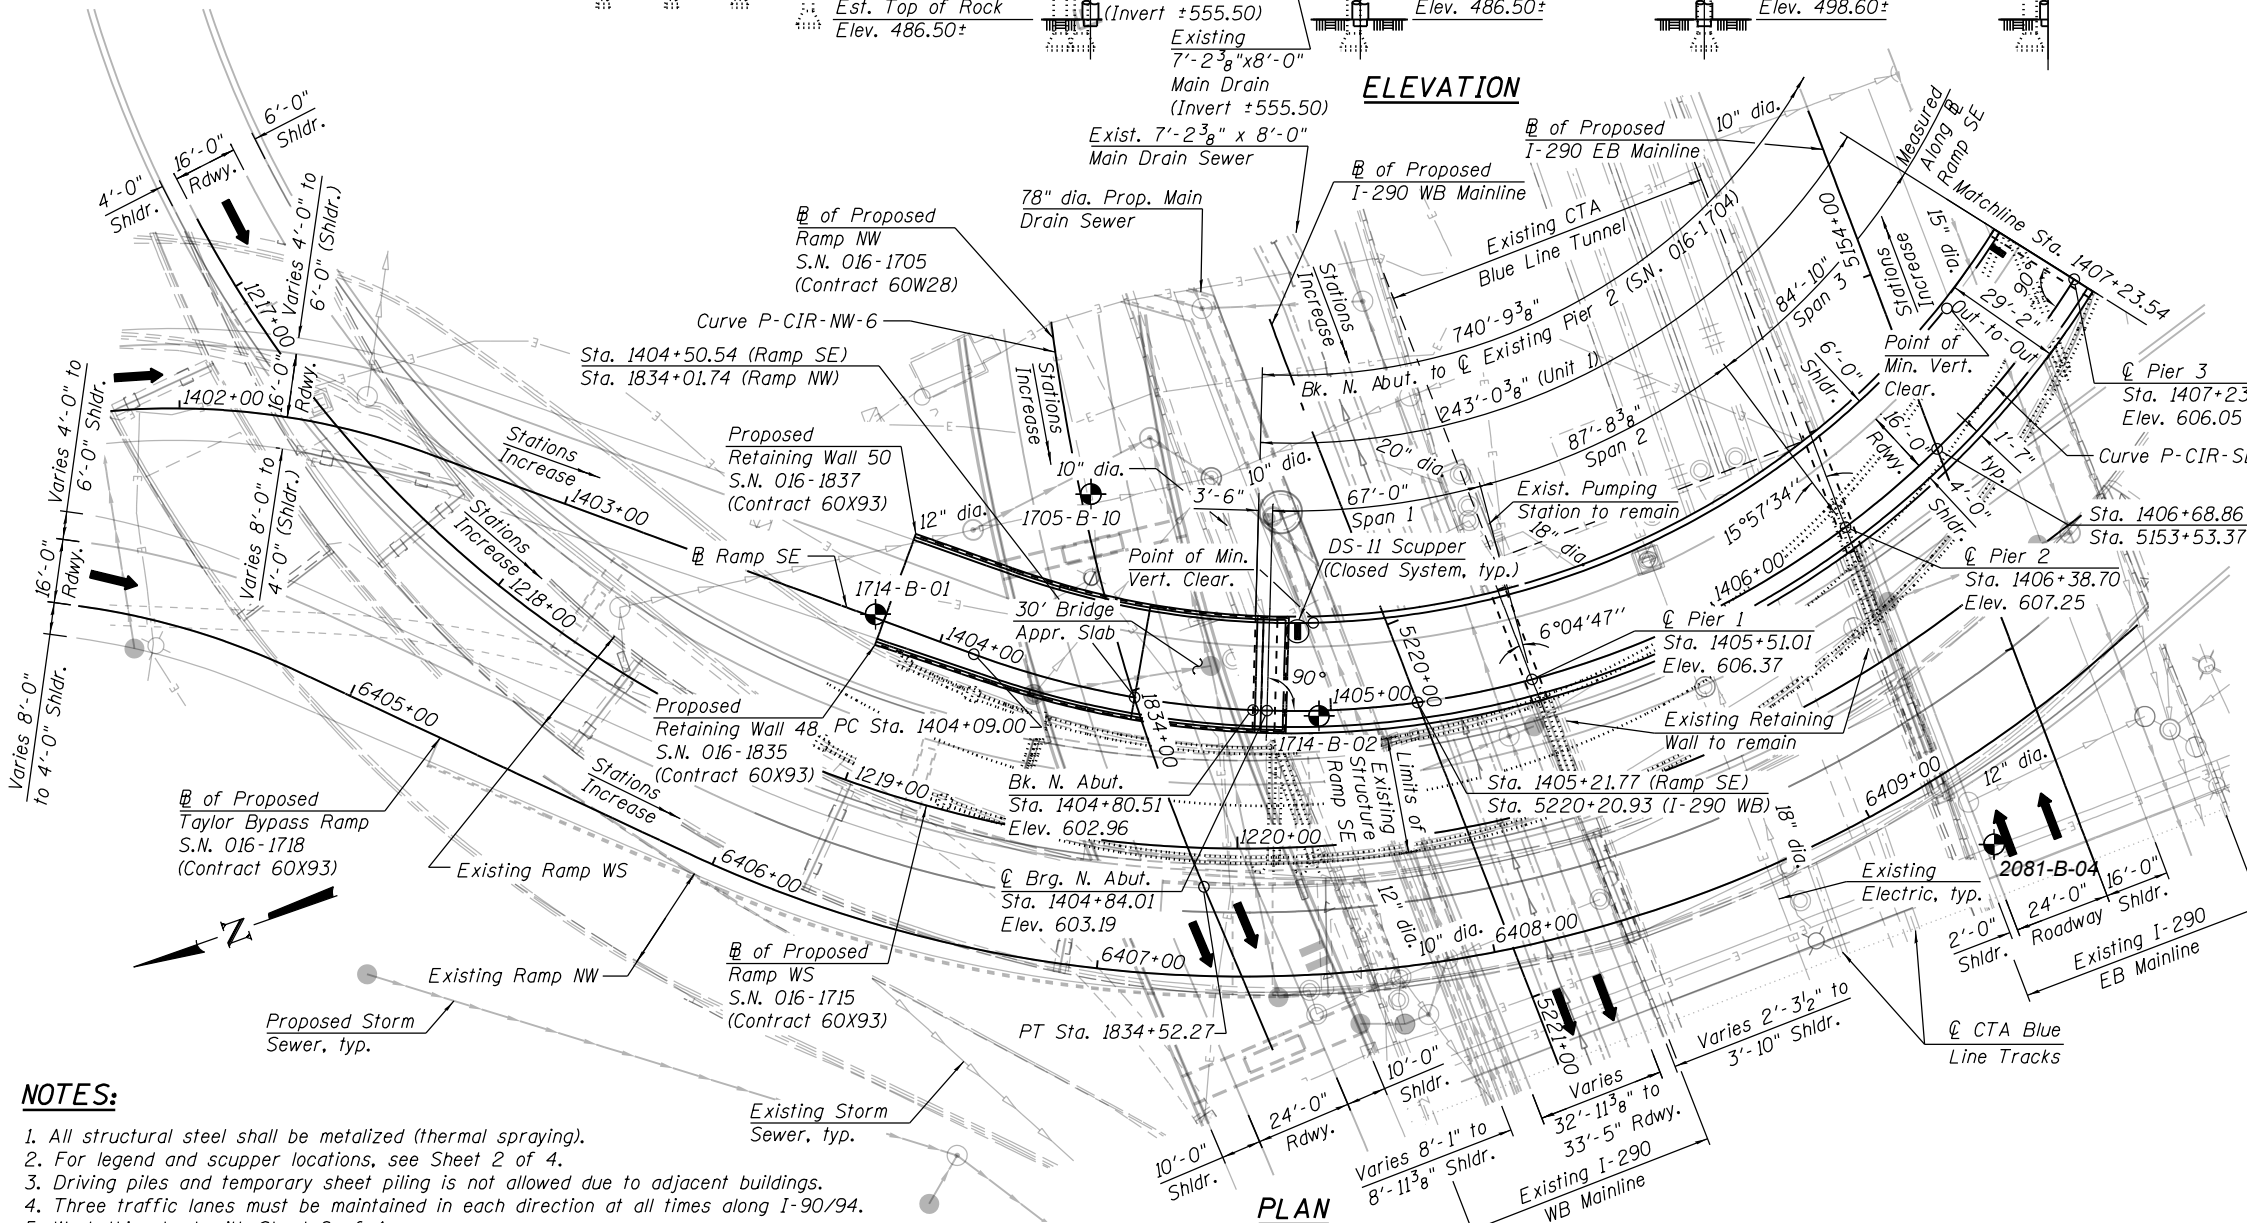 Est. Top of Rock
Elev. 486.50±
(Invert ±555.50)
Existing
7'-2 3/8"x8'-0"
Main Drain
(Invert ±555.50)
Elev. 486.50±
Elev. 498.60±
ELEVATION
Exist. 7'-2 3/8" x 8'-0"
Main Drain Sewer
78" dia. Prop. Main
Drain Sewer
℄ of Proposed
I-290 WB Mainline
℄ of Proposed
I-290 EB Mainline
10" dia.
Measured
Along ℄
Ramp SE
Matchline Sta. 1407+23.54
5154+00
Stations
Increase
15" dia.
90°
29'-2"
Out-to-Out
Existing CTA
Blue Line Tunnel
740'-9 3/8"
Bk. N. Abut. to ℄ Existing Pier 2 (S.N. 016-1704)
243'-0 3/8" (Unit 1)
84'-10"
Span 3
87'-8 3/8"
Span 2
67'-0"
Span 1
6'-0"
Shldr.
Point of
Min. Vert.
Clear.
℄ Pier 3
Sta. 1407+23
Elev. 606.05
Curve P-CIR-SE
16'-0"
Rdwy.
1'-7"
typ.
4'-0"
Shldr.
Sta. 1406+68.86
Sta. 5153+53.37
℄ Pier 2
Sta. 1406+38.70
Elev. 607.25
15°57'34"
1406+00
℄ Pier 1
Sta. 1405+51.01
Elev. 606.37
6°04'47"
Existing Retaining
Wall to remain
Sta. 1405+21.77 (Ramp SE)
Sta. 5220+20.93 (I-290 WB)
Exist. Pumping
Station to remain
18" dia.
20" dia.
DS-11 Scupper
(Closed System, typ.)
Point of Min.
Vert. Clear.
30' Bridge
Appr. Slab
3'-6"
10" dia.
10" dia.
1705-B-10
12" dia.
Stations
Increase
Stations
Increase
℄ of Proposed
Ramp NW
S.N. 016-1705
(Contract 60W28)
Curve P-CIR-NW-6
Sta. 1404+50.54 (Ramp SE)
Sta. 1834+01.74 (Ramp NW)
Proposed
Retaining Wall 50
S.N. 016-1837
(Contract 60X93)
℄ Ramp SE
1714-B-01
1404+00
1405+00
5220+00
90°
1834+00
1714-B-02
Limits of
Existing
Structure
Ramp SE
6'-0"
Shldr.
16'-0"
Rdwy.
4'-0"
Shldr.
Varies 4'-0" to
6'-0" (Shldr.)
1217+00
16'-0"
Rdwy.
Varies 4'-0" to
6'-0" Shldr.
1402+00
Varies 8'-0" to
4'-0" (Shldr.)
Stations
Increase
1403+00
Stations
Increase
1218+00
16'-0"
Rdwy.
Varies 8'-0"
to 4'-0" Shldr.
6405+00
Proposed
Retaining Wall 48
S.N. 016-1835
(Contract 60X93)
PC Sta. 1404+09.00
Stations
Increase
1219+00
1220+00
Bk. N. Abut.
Sta. 1404+80.51
Elev. 602.96
℄ Brg. N. Abut.
Sta. 1404+84.01
Elev. 603.19
℄ of Proposed
Taylor Bypass Ramp
S.N. 016-1718
(Contract 60X93)
Existing Ramp WS
6406+00
N
Existing Ramp NW
Proposed Storm
Sewer, typ.
℄ of Proposed
Ramp WS
S.N. 016-1715
(Contract 60X93)
PT Sta. 1834+52.27
Existing Storm
Sewer, typ.
6407+00
12" dia.
10" dia.
6408+00
6409+00
12" dia.
18" dia.
Existing
Electric, typ.
2081-B-04
2'-0"
Shldr.
24'-0"
Roadway
16'-0"
Shldr.
Existing I-290
EB Mainline
℄ CTA Blue
Line Tracks
Varies 2'-3 1/2" to
3'-10" Shldr.
5221+00
Varies
32'-11 3/8" to
33'-5" Rdwy.
Existing I-290
WB Mainline
Varies 8'-1" to
8'-11 3/8" Shldr.
10'-0"
Shldr.
24'-0"
Rdwy.
10'-0"
Shldr.
PLAN
NOTES:
1. All structural steel shall be metalized (thermal spraying).
2. For legend and scupper locations, see Sheet 2 of 4.
3. Driving piles and temporary sheet piling is not allowed due to adjacent buildings.
4. Three traffic lanes must be maintained in each direction at all times along I-90/94.